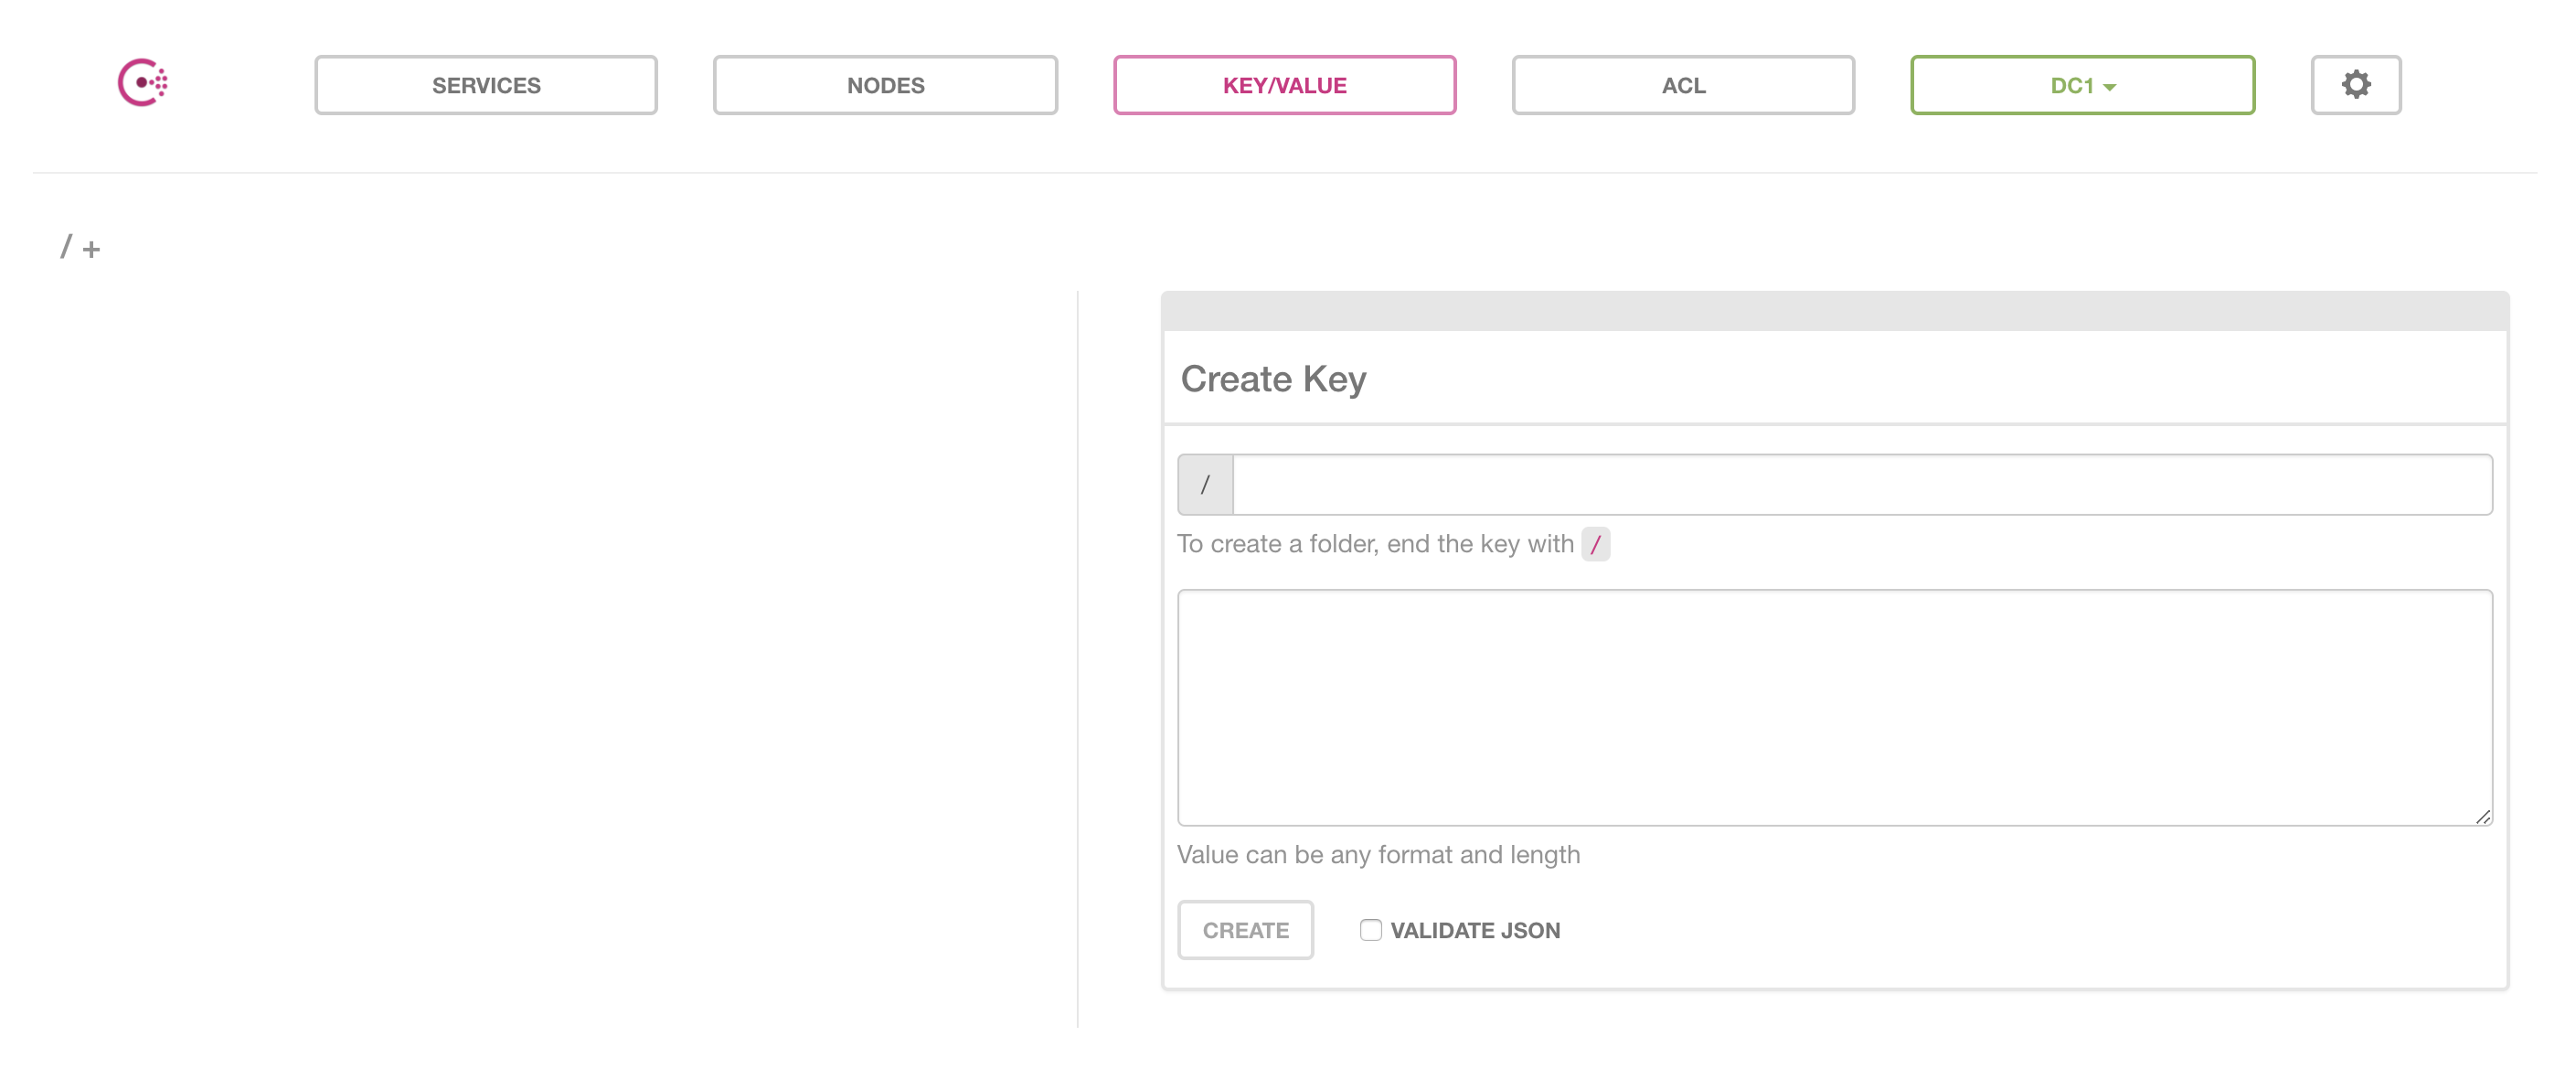 SERVICES NODES KEY/VALUE ACL DC1
/ +
Create Key
/
To create a folder, end the key with /
Value can be any format and length
CREATE VALIDATE JSON